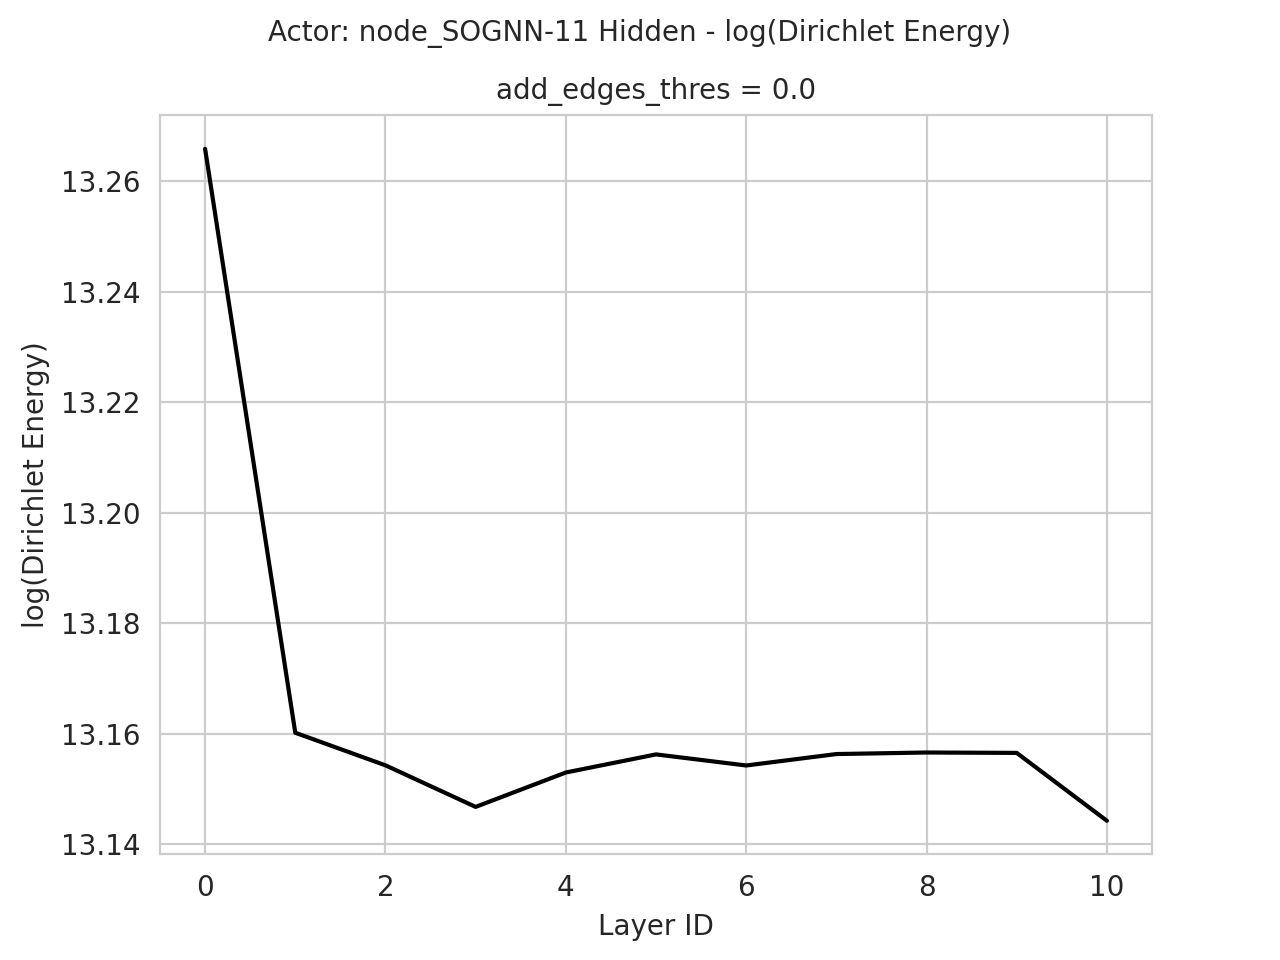 Actor: node_SOGNN-11 Hidden - log(Dirichlet Energy)
add_edges_thres = 0.0
13.26
13.24
13.22
13.20
13.18
13.16
13.14
log(Dirichlet Energy)
0 2 4 6 8 10
Layer ID